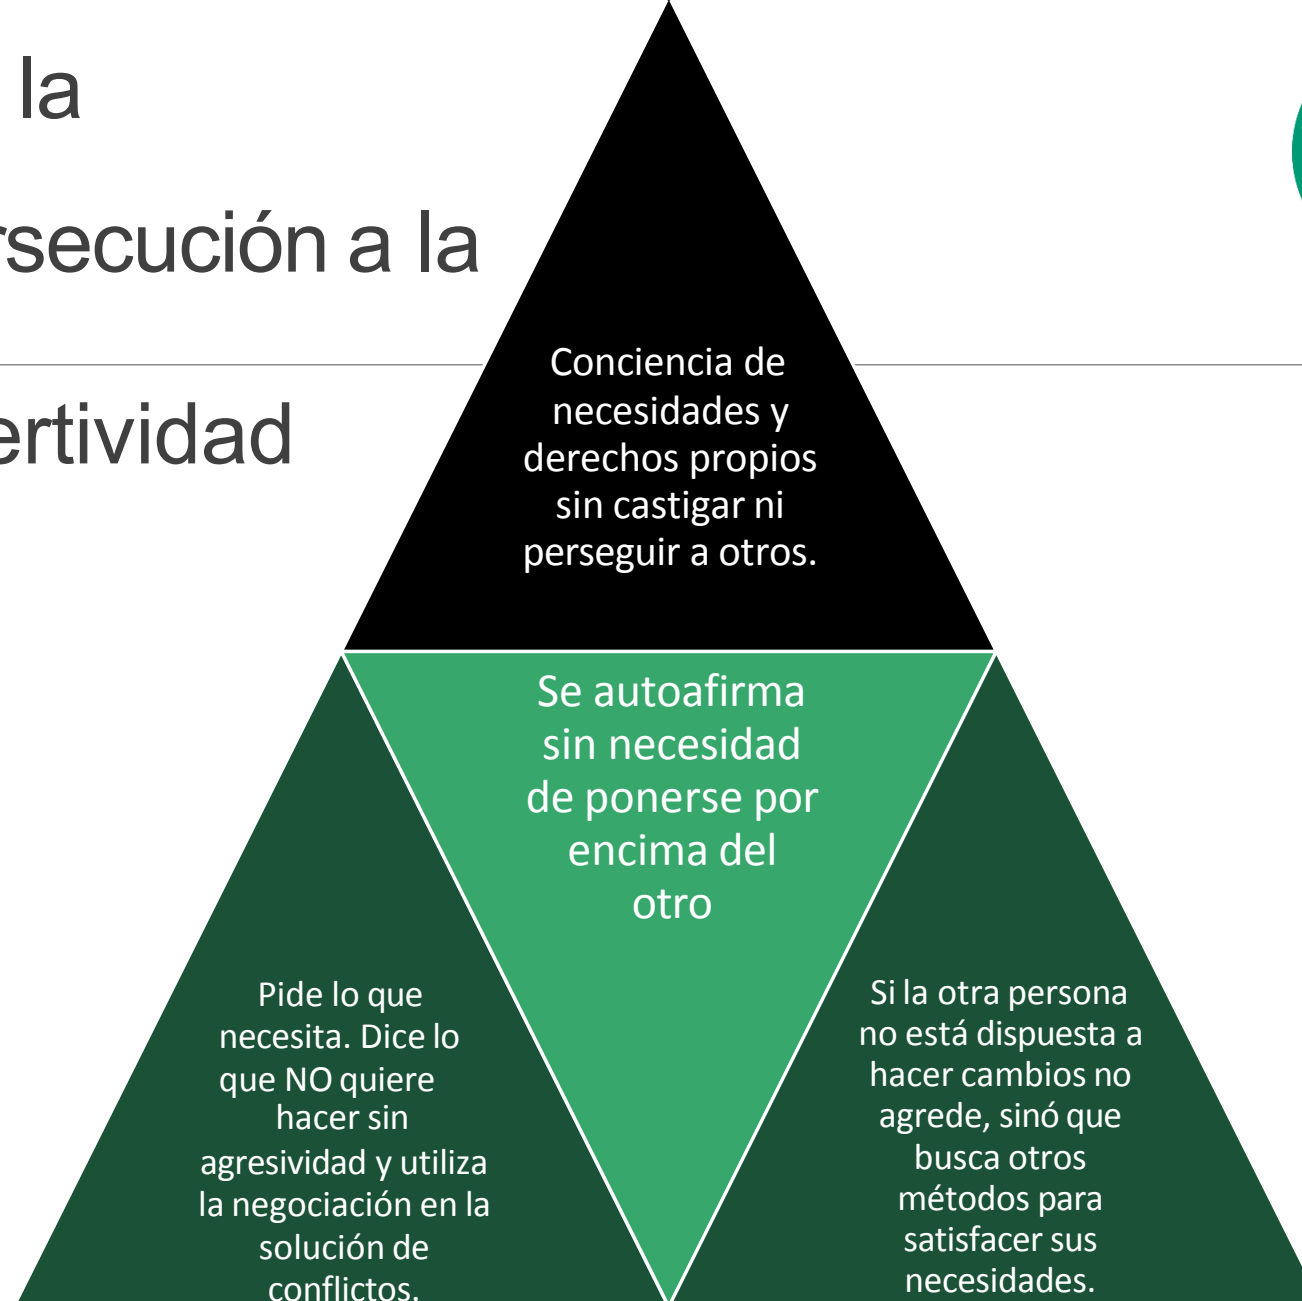 la
rsecución a la
ertividad
Conciencia de
necesidades y
derechos propios
sin castigar ni
perseguir a otros.
Se autoafirma
sin necesidad
de ponerse por
encima del
otro
Pide lo que
necesita. Dice lo
que NO quiere
hacer sin
agresividad y utiliza
la negociación en la
solución de
conflictos.
Si la otra persona
no está dispuesta a
hacer cambios no
agrede, sinó que
busca otros
métodos para
satisfacer sus
necesidades.